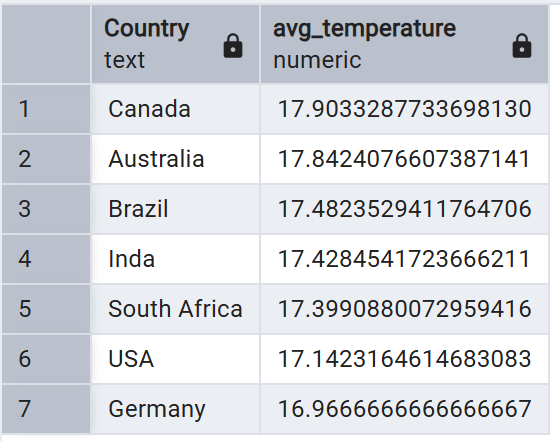 Country avg_temperature
text numeric
1 Canada 17.9033287733698130
2 Australia 17.8424076607387141
3 Brazil 17.4823529411764706
4 Inda 17.4284541723666211
5 South Africa 17.3990880072959416
6 USA 17.1423164614683083
7 Germany 16.9666666666666667